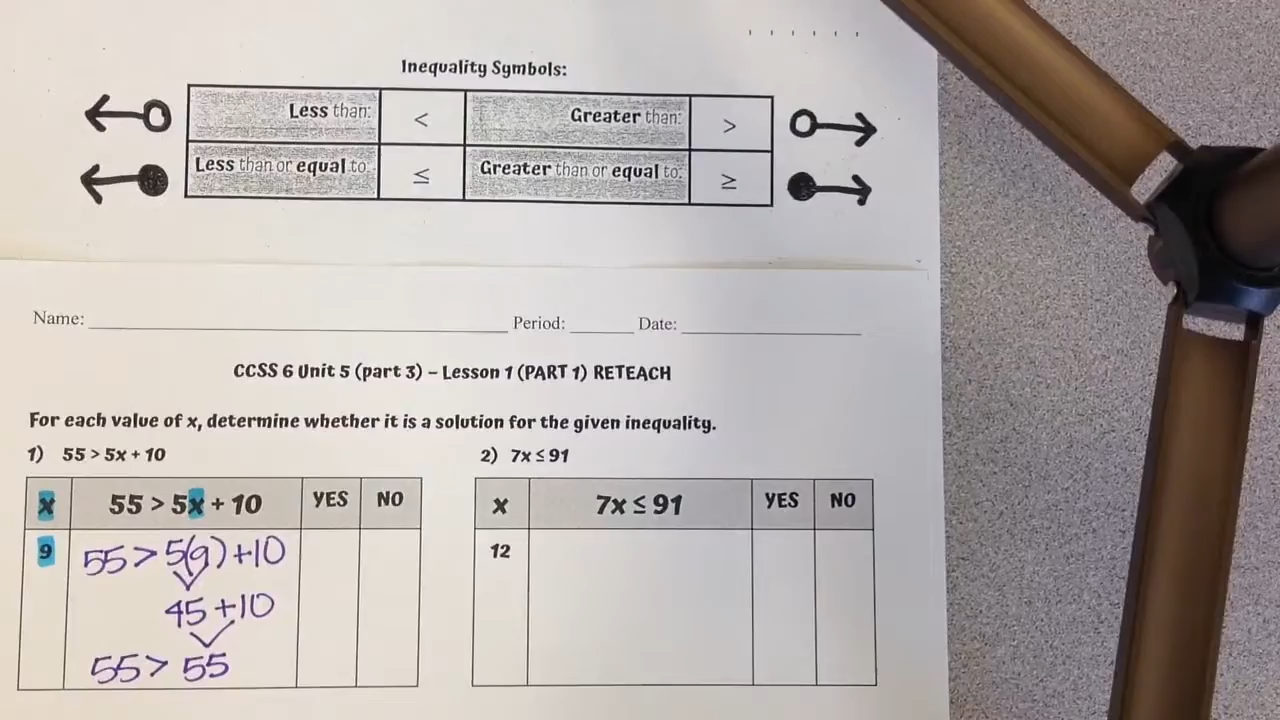 Inequality Symbols:
Less than: < Greater than: >
Less than or equal to: ≤ Greater than or equal to: ≥
Name: Period: Date:
CCSS 6 Unit 5 (part 3) – Lesson 1 (PART 1) RETEACH
For each value of x, determine whether it is a solution for the given inequality.
1) 55 > 5x + 10
x 55 > 5x + 10 YES NO
9 55 > 5(9) + 10
45 + 10
55 > 55
2) 7x ≤ 91
x 7x ≤ 91 YES NO
12